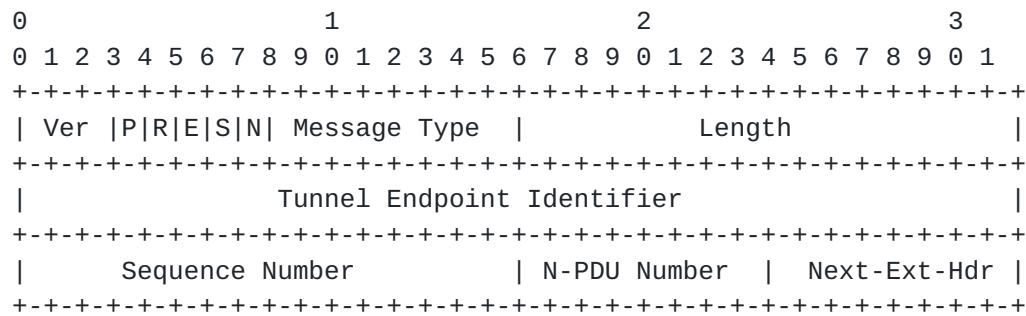 0                   1                   2                   3
0 1 2 3 4 5 6 7 8 9 0 1 2 3 4 5 6 7 8 9 0 1 2 3 4 5 6 7 8 9 0 1
+-+-+-+-+-+-+-+-+-+-+-+-+-+-+-+-+-+-+-+-+-+-+-+-+-+-+-+-+-+-+-+-+
| Ver |P|R|E|S|N| Message Type  |           Length              |
+-+-+-+-+-+-+-+-+-+-+-+-+-+-+-+-+-+-+-+-+-+-+-+-+-+-+-+-+-+-+-+-+
|                Tunnel Endpoint Identifier                     |
+-+-+-+-+-+-+-+-+-+-+-+-+-+-+-+-+-+-+-+-+-+-+-+-+-+-+-+-+-+-+-+-+
|      Sequence Number          | N-PDU Number  |  Next-Ext-Hdr |
+-+-+-+-+-+-+-+-+-+-+-+-+-+-+-+-+-+-+-+-+-+-+-+-+-+-+-+-+-+-+-+-+